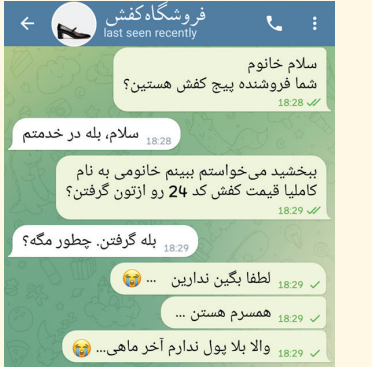 فروشگاه کفش
last seen recently
سلام خانوم
شما فروشنده پیج کفش هستین؟
18:28
سلام، بله در خدمتم
18:28
ببخشید می‌خواستم ببینم خانومی به نام
کاملیا قیمت کفش کد 24 رو ازتون گرفتن؟
18:29
بله گرفتن. چطور مگه؟
18:29
لطفا بگین ندارین ... 😭
18:29
همسرم هستن ...
18:29
والا بلا پول ندارم آخر ماهی... 😭
18:29